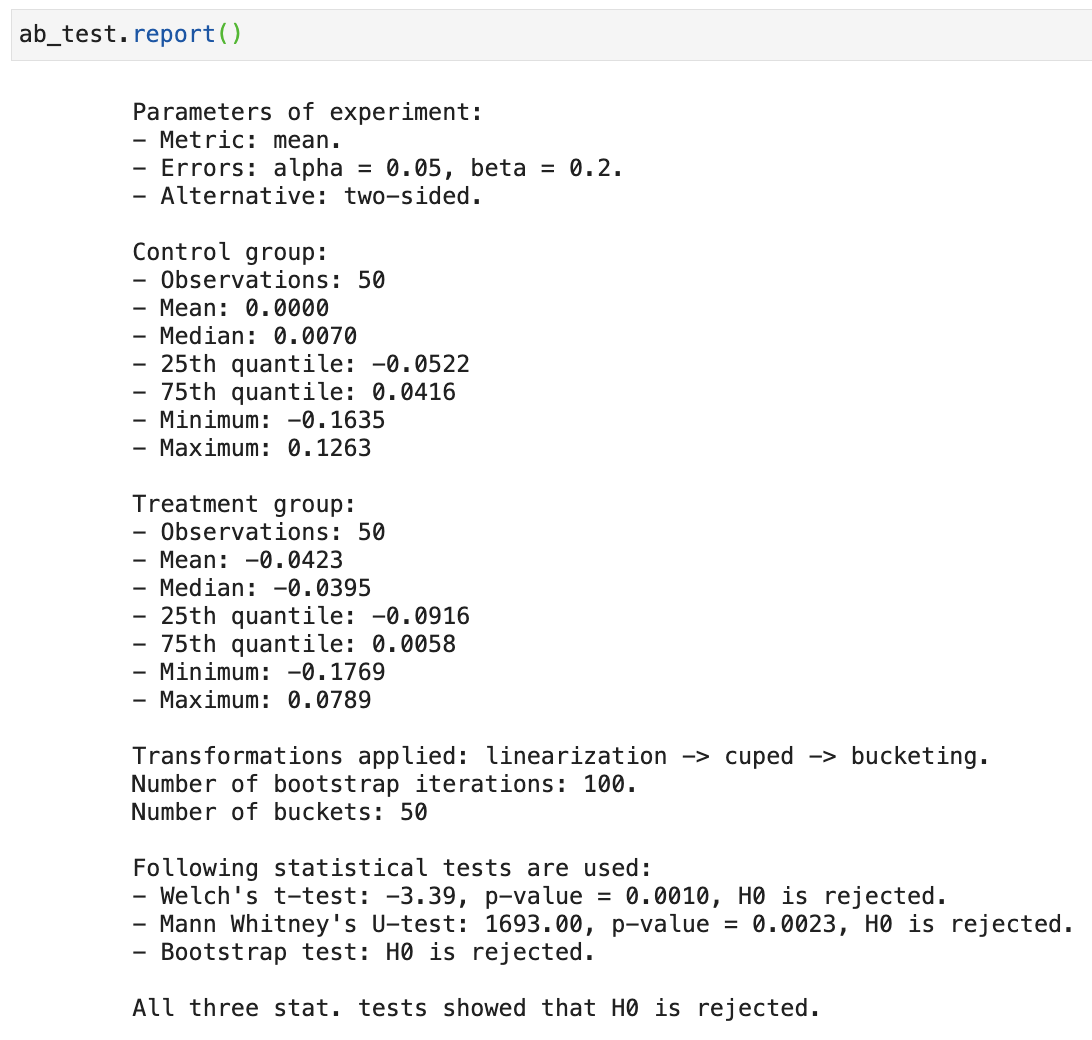 ab_test.report()
Parameters of experiment:
- Metric: mean.
- Errors: alpha = 0.05, beta = 0.2.
- Alternative: two-sided.
Control group:
- Observations: 50
- Mean: 0.0000
- Median: 0.0070
- 25th quantile: -0.0522
- 75th quantile: 0.0416
- Minimum: -0.1635
- Maximum: 0.1263
Treatment group:
- Observations: 50
- Mean: -0.0423
- Median: -0.0395
- 25th quantile: -0.0916
- 75th quantile: 0.0058
- Minimum: -0.1769
- Maximum: 0.0789
Transformations applied: linearization -> cuped -> bucketing.
Number of bootstrap iterations: 100.
Number of buckets: 50
Following statistical tests are used:
- Welch's t-test: -3.39, p-value = 0.0010, H0 is rejected.
- Mann Whitney's U-test: 1693.00, p-value = 0.0023, H0 is rejected.
- Bootstrap test: H0 is rejected.
All three stat. tests showed that H0 is rejected.